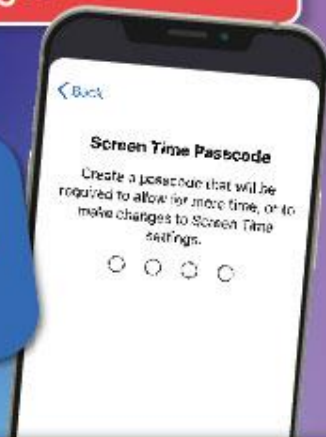 Back
Screen Time Passcode
Create a passcode that will be
required to allow for more time, or to
make changes to Screen Time
settings.